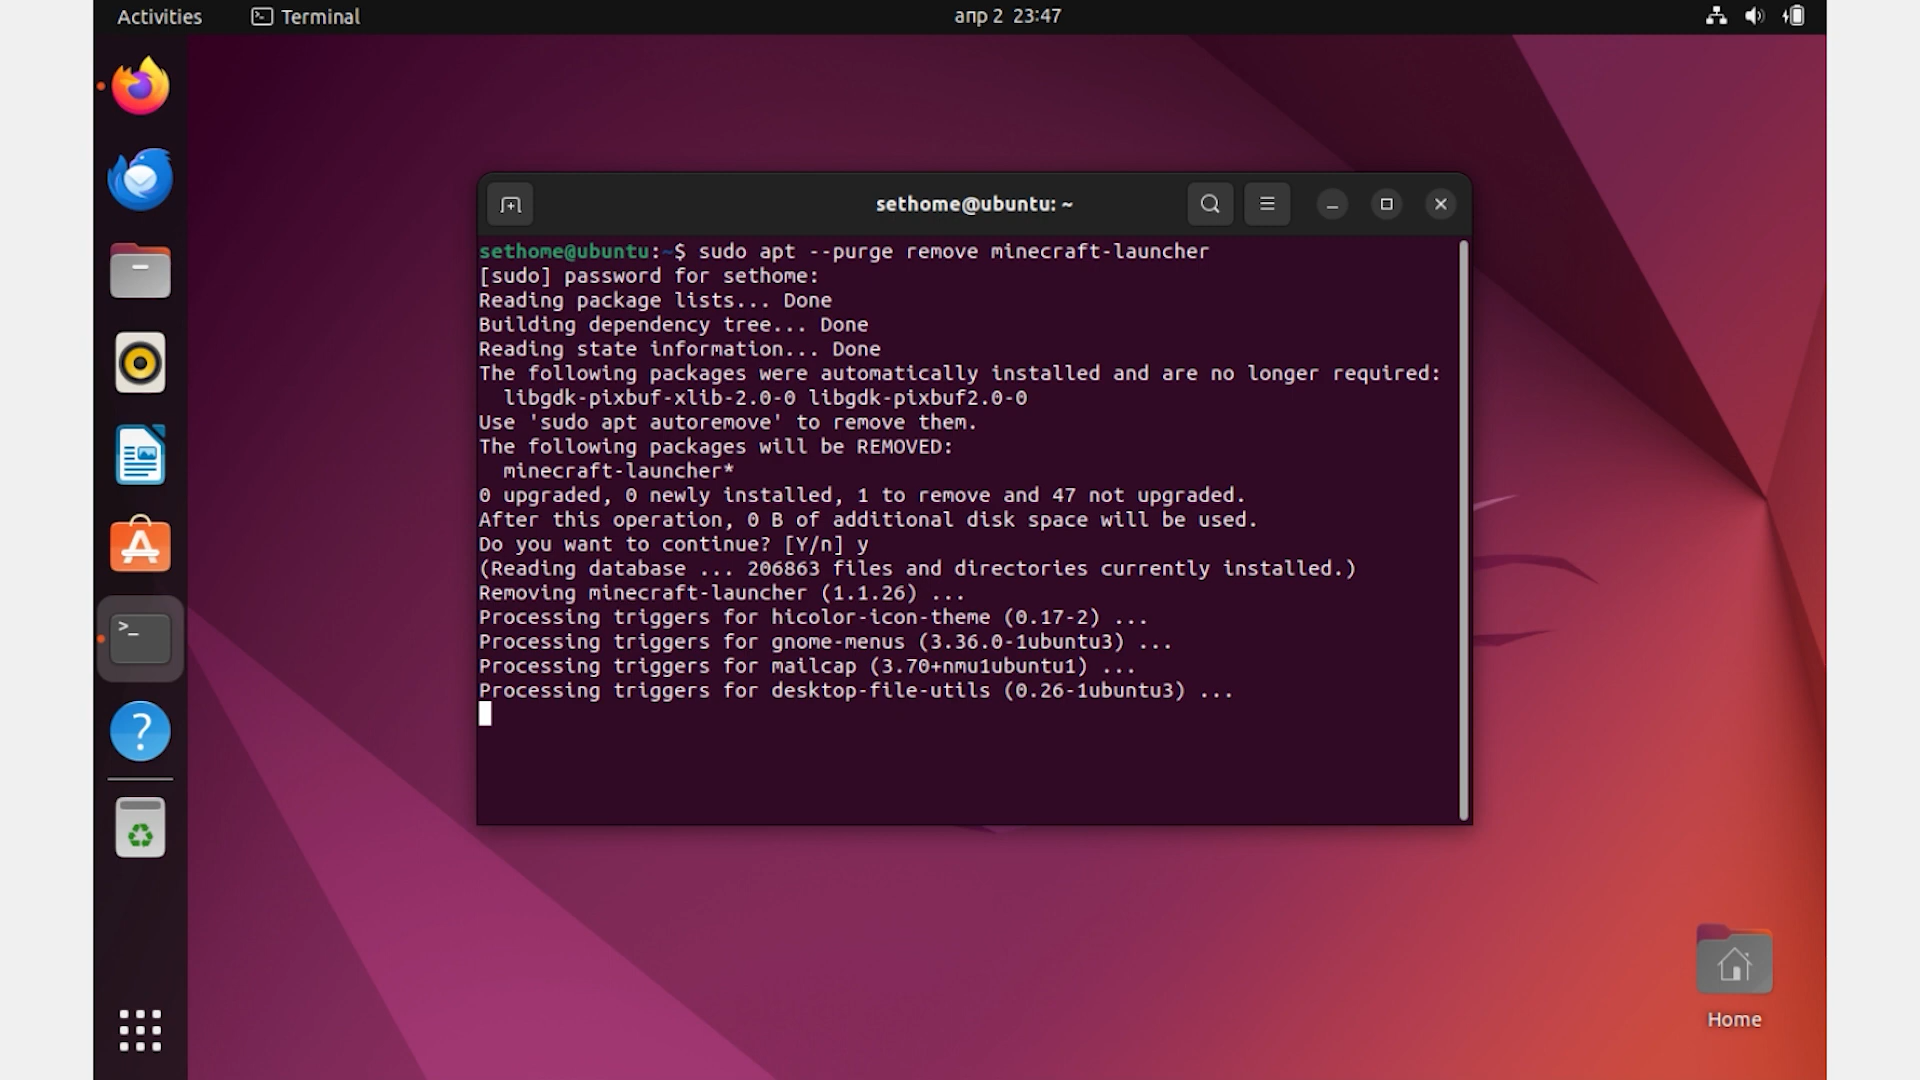 Activities Terminal апр 2 23:47
sethome@ubuntu: ~
sethome@ubuntu:~$ sudo apt --purge remove minecraft-launcher
[sudo] password for sethome:
Reading package lists... Done
Building dependency tree... Done
Reading state information... Done
The following packages were automatically installed and are no longer required:
  libgdk-pixbuf-xlib-2.0-0 libgdk-pixbuf2.0-0
Use 'sudo apt autoremove' to remove them.
The following packages will be REMOVED:
  minecraft-launcher*
0 upgraded, 0 newly installed, 1 to remove and 47 not upgraded.
After this operation, 0 B of additional disk space will be used.
Do you want to continue? [Y/n] y
(Reading database ... 206863 files and directories currently installed.)
Removing minecraft-launcher (1.1.26) ...
Processing triggers for hicolor-icon-theme (0.17-2) ...
Processing triggers for gnome-menus (3.36.0-1ubuntu3) ...
Processing triggers for mailcap (3.70+nmu1ubuntu1) ...
Processing triggers for desktop-file-utils (0.26-1ubuntu3) ...
Home